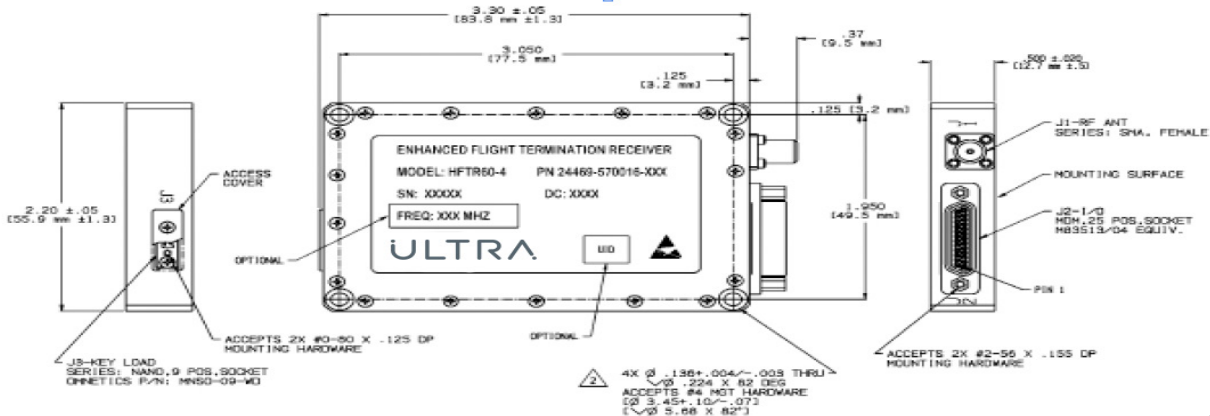 3.30 ±.05
[83.8 mm ±1.3]
3.050
[77.5 mm]
.37
[9.5 mm]
.125
[3.2 mm]
.500 ±.020
[12.7 mm ±.5]
.125 [3.2 mm]
J1-RF ANT
SERIES: SMA, FEMALE
ENHANCED FLIGHT TERMINATION RECEIVER
MODEL: HFTR60-4 PN 24469-570016-XXX
SN: XXXXX DC: XXXX
FREQ: XXX MHZ
ULTRA
UID
ACCESS
COVER
J3
MOUNTING SURFACE
2.20 ±.05
[55.9 mm ±1.3]
1.950
[49.5 mm]
J2-I/O
MDM,25 POS,SOCKET
M83513/04 EQUIV.
OPTIONAL
PIN 1
J1
J2
OPTIONAL
ACCEPTS 2X #0-80 X .125 DP
MOUNTING HARDWARE
ACCEPTS 2X #2-56 X .155 DP
MOUNTING HARDWARE
J3-KEY LOAD
SERIES: NANO,9 POS,SOCKET
OMNETICS P/N: MNSO-09-WD
2
4X Ø .136+.004/-.003 THRU
Ø .224 X 82 DEG
ACCEPTS #4 MGT HARDWARE
[Ø 3.45+.10/-.07]
[Ø 5.68 X 82°]